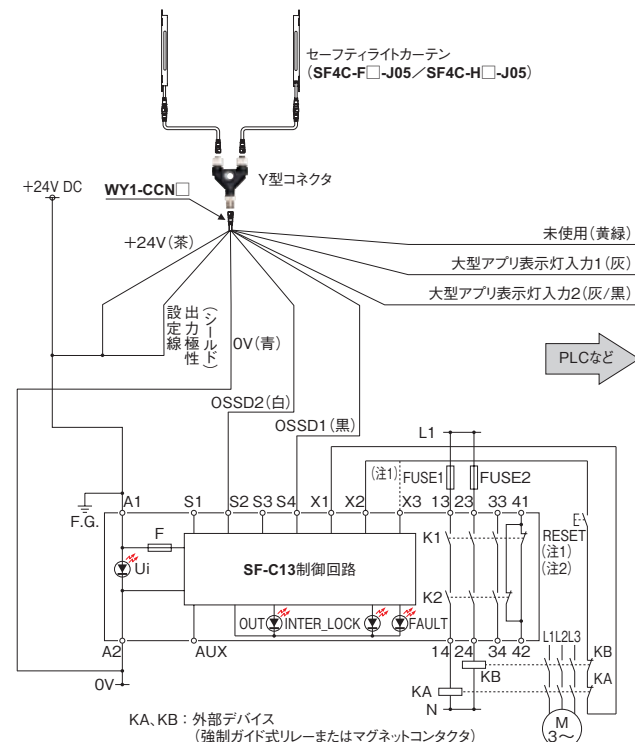 セーフティライトカーテン
（SF4C-F□-J05／SF4C-H□-J05）
Y型コネクタ
+24V DC
WY1-CCN□
+24V（茶）
未使用（黄緑）
大型アプリ表示灯入力1（灰）
大型アプリ表示灯入力2（灰/黒）
（シールド）
出力極性
設定線
0V（青）
PLCなど
OSSD2（白）
OSSD1（黒）
L1
（注1） FUSE1 FUSE2
A1 S1 S2 S3 S4 X1 X2 X3 13 23 33 41
F.G.
F
K1
RESET
（注1）
（注2）
Ui
SF-C13制御回路
K2
OUT INTER_LOCK FAULT
L1L2L3
A2 AUX 14 24 34 42
KB
KB
KA
KA
0V
N
M
3～
KA、KB：外部デバイス
（強制ガイド式リレーまたはマグネットコンタクタ）